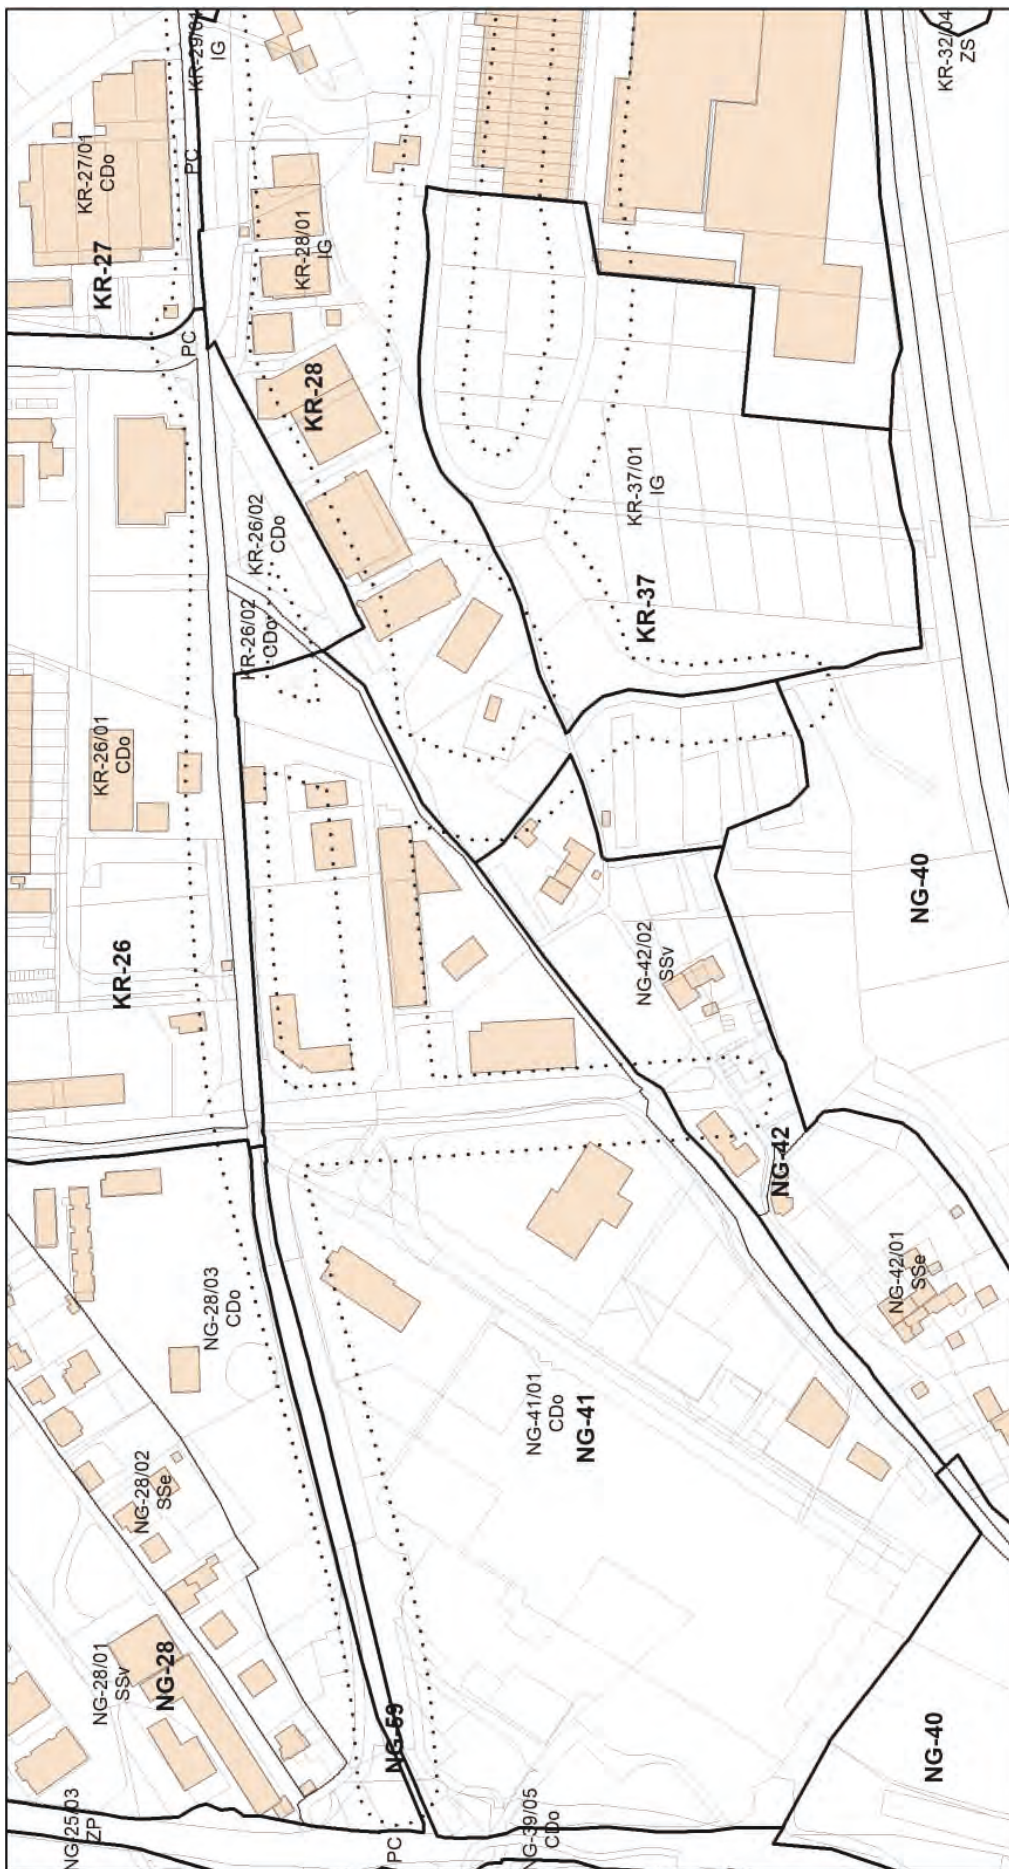 NG-25/03
ZP
NG-28/01
SSv
NG-28
NG-28/02
SSe
NG-28/03
CDo
KR-26
KR-26/01
CDo
KR-27
KR-27/01
CDo
PC
NG-59
PC
PC
KR-29/01
IG
KR-26/02
CDo
KR-26/02
CDo
KR-28
KR-28/01
IG
NG-39/05
CDo
NG-41/01
CDo
NG-41
NG-42/02
SSv
KR-37
KR-37/01
IG
NG-42
NG-42/01
SSe
NG-40
NG-40
KR-32/04
ZS